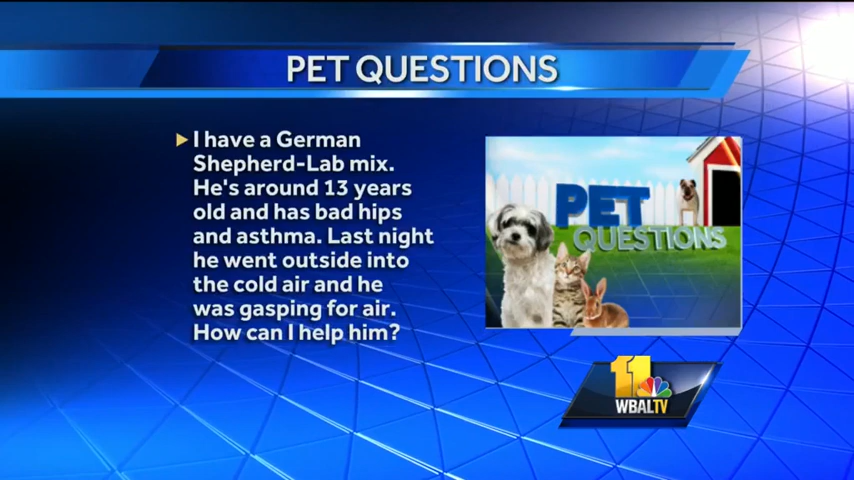 PET QUESTIONS
I have a German
Shepherd-Lab mix.
He's around 13 years
old and has bad hips
and asthma. Last night
he went outside into
the cold air and he
was gasping for air.
How can I help him?
PET
QUESTIONS
11
WBALTV